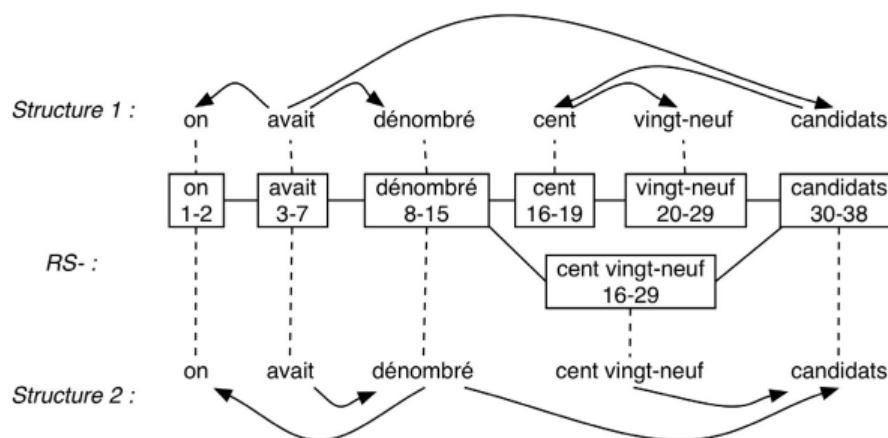 Structure 1 : on avait dénombré cent vingt-neuf candidats
on avait dénombré cent vingt-neuf candidats
1-2 3-7 8-15 16-19 20-29 30-38
RS- :
cent vingt-neuf
16-29
on avait dénombré cent vingt-neuf candidats
Structure 2 :